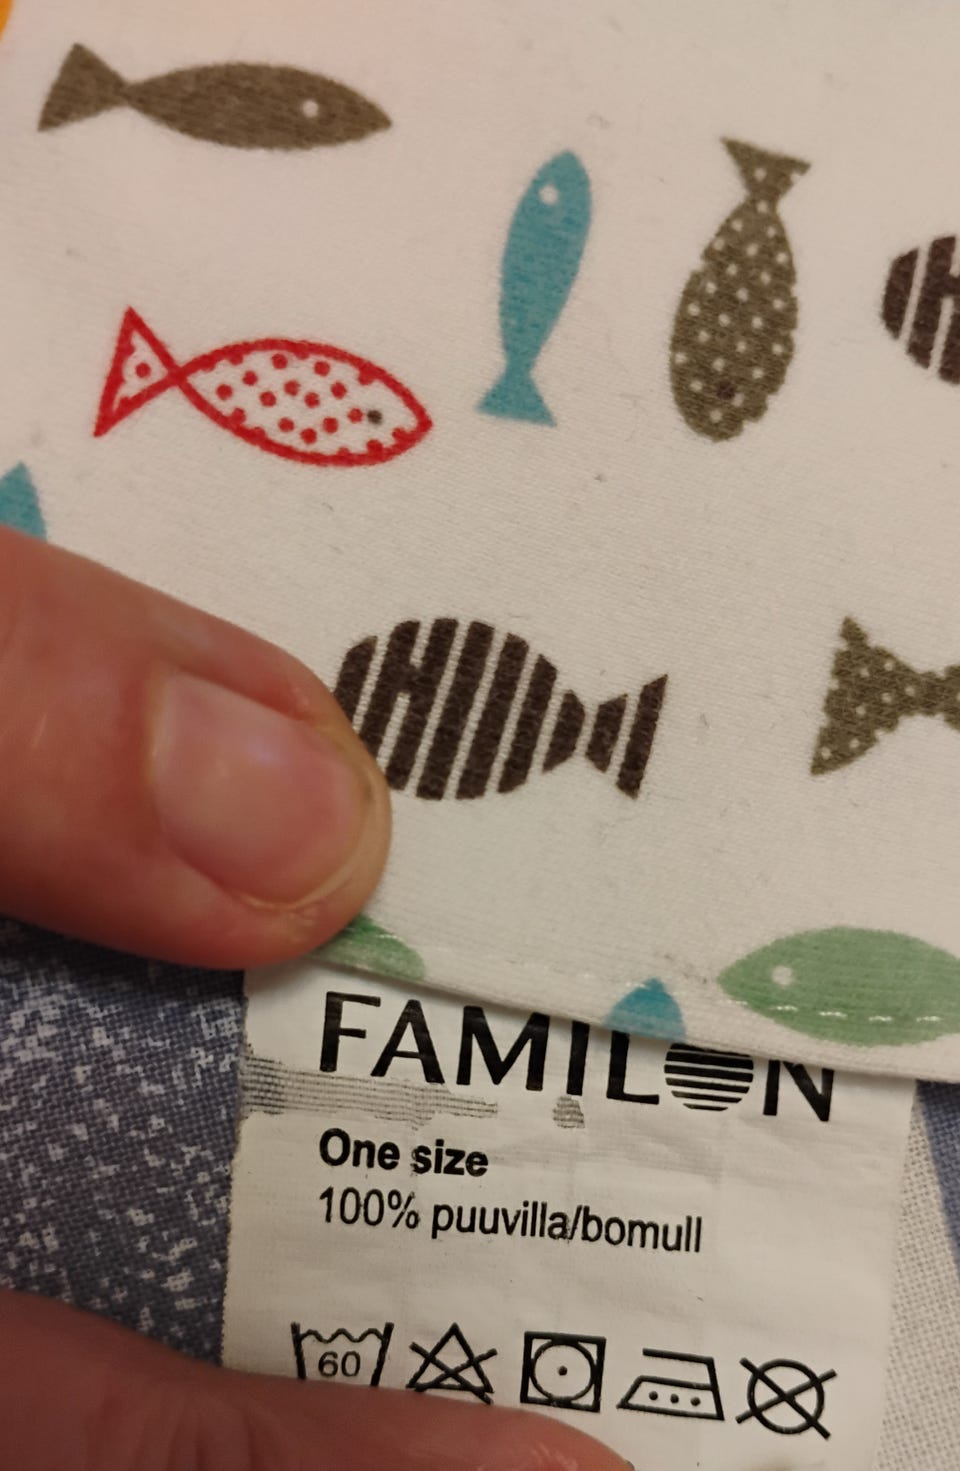 FAMILON
One size
100% puuvilla/bomull
60